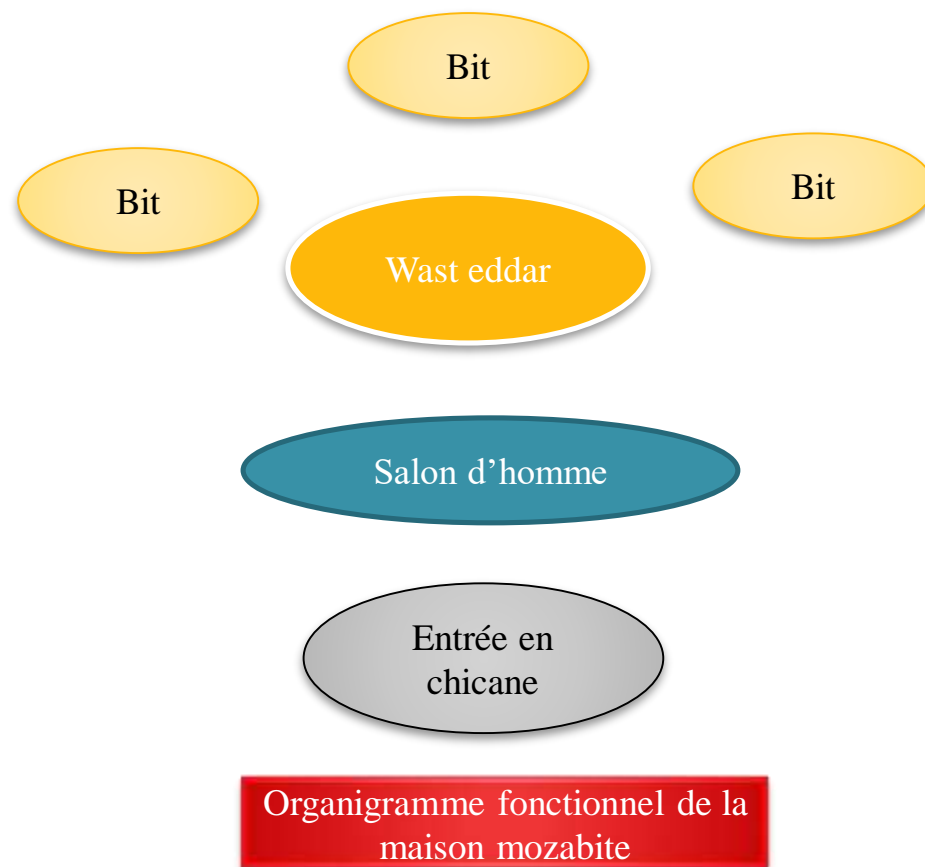 Bit
Bit
Bit
Wast eddar
Salon d’homme
Entrée en
chicane
Organigramme fonctionnel de la
maison mozabite